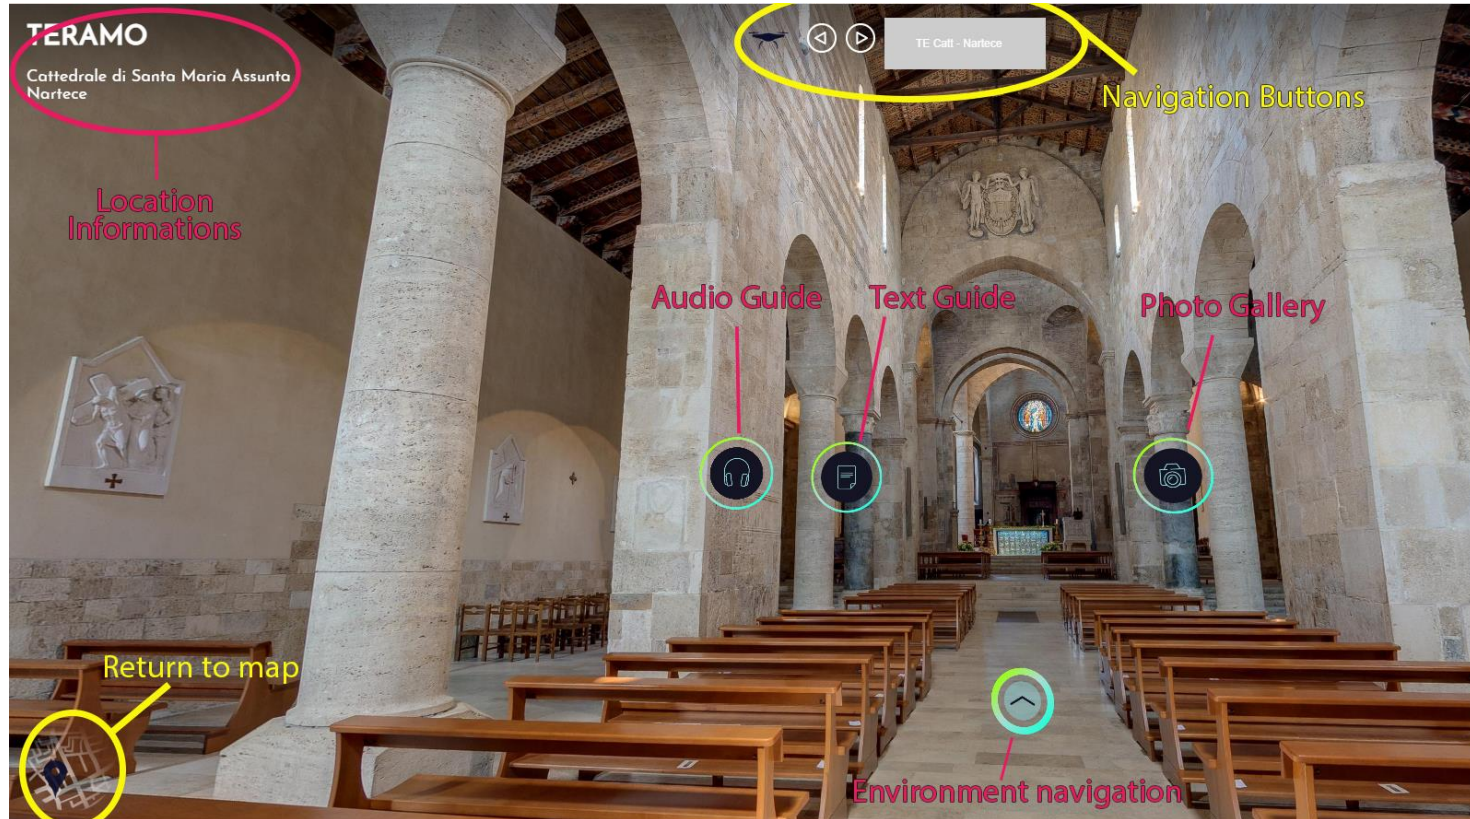 TERAMO
Cattedrale di Santa Maria Assunta
Nartece
TE Catt - Nartece
Navigation Buttons
Location
Informations
Audio Guide
Text Guide
Photo Gallery
Return to map
Environment navigation